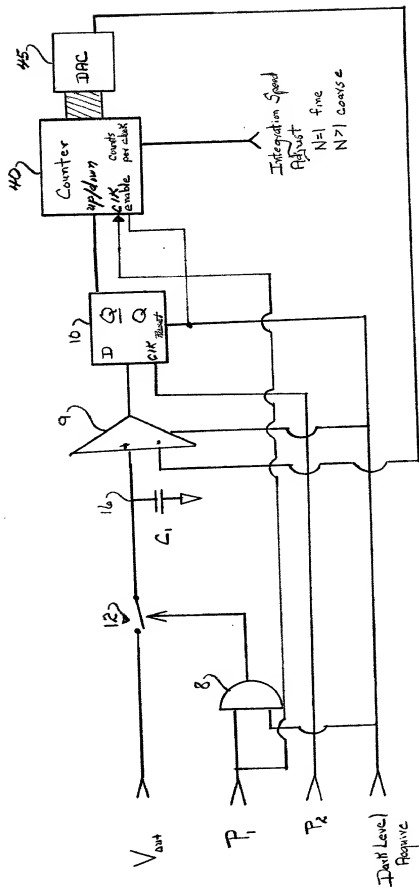 45
DAC
40
Counter
up/down
CLK
enable
counts
per clock
Integration Speed
Adjust
N=1 fine
N>1 coarse
10
D
Q
Q
CLK
Reset
9
+
-
16
C1
12
8
Vout
P1
P2
Dark Level
Acquire